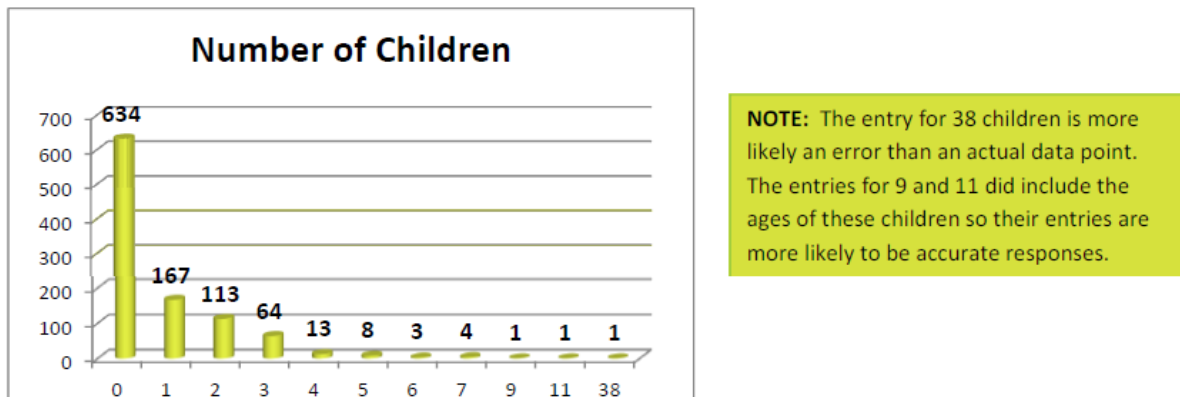 Number of Children
634
700
600
500
400
300
200
100
0
167
113
64
13
8
3
4
1
1
1
0 1 2 3 4 5 6 7 9 11 38
NOTE: The entry for 38 children is more
likely an error than an actual data point.
The entries for 9 and 11 did include the
ages of these children so their entries are
more likely to be accurate responses.